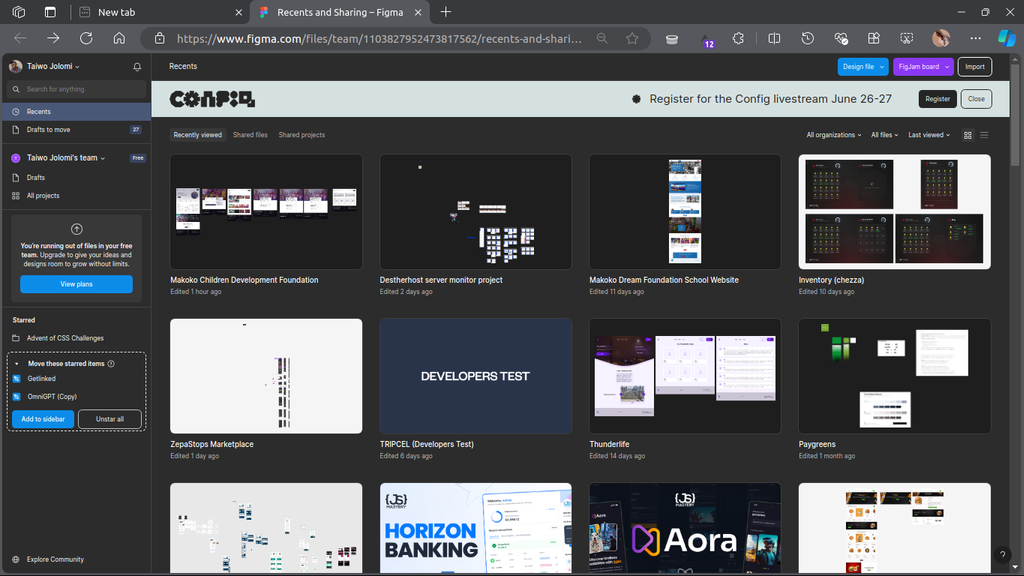 New tab
Recents and Sharing – Figma
https://www.figma.com/files/team/1103827952473817562/recents-and-shari...
12
Taiwo Jolomi
Search for anything
Recents
Drafts to move
27
Taiwo Jolomi's team
Free
Drafts
All projects
You're running out of files in your free
team. Upgrade to give your ideas and
designs room to grow without limits.
View plans
Starred
Advent of CSS Challenges
Move these starred items
Getlinked
OmniGPT (Copy)
Add to sidebar
Unstar all
Explore Community
Recents
Design file
FigJam board
Import
CONFIG
Register for the Config livestream June 26-27
Register
Close
Recently viewed
Shared files
Shared projects
All organizations
All files
Last viewed
Makoko Children Development Foundation
Edited 1 hour ago
Destherhost server monitor project
Edited 2 days ago
Makoko Dream Foundation School Website
Edited 11 days ago
Inventory (chezza)
Edited 10 days ago
DEVELOPERS TEST
ZepaStops Marketplace
Edited 1 day ago
TRIPCEL (Developers Test)
Edited 6 days ago
Thunderlife
Edited 14 days ago
Paygreens
Edited 1 month ago
{JS}
MASTERY
HORIZON
BANKING
{JS}
MASTERY
Aora
Aora
?